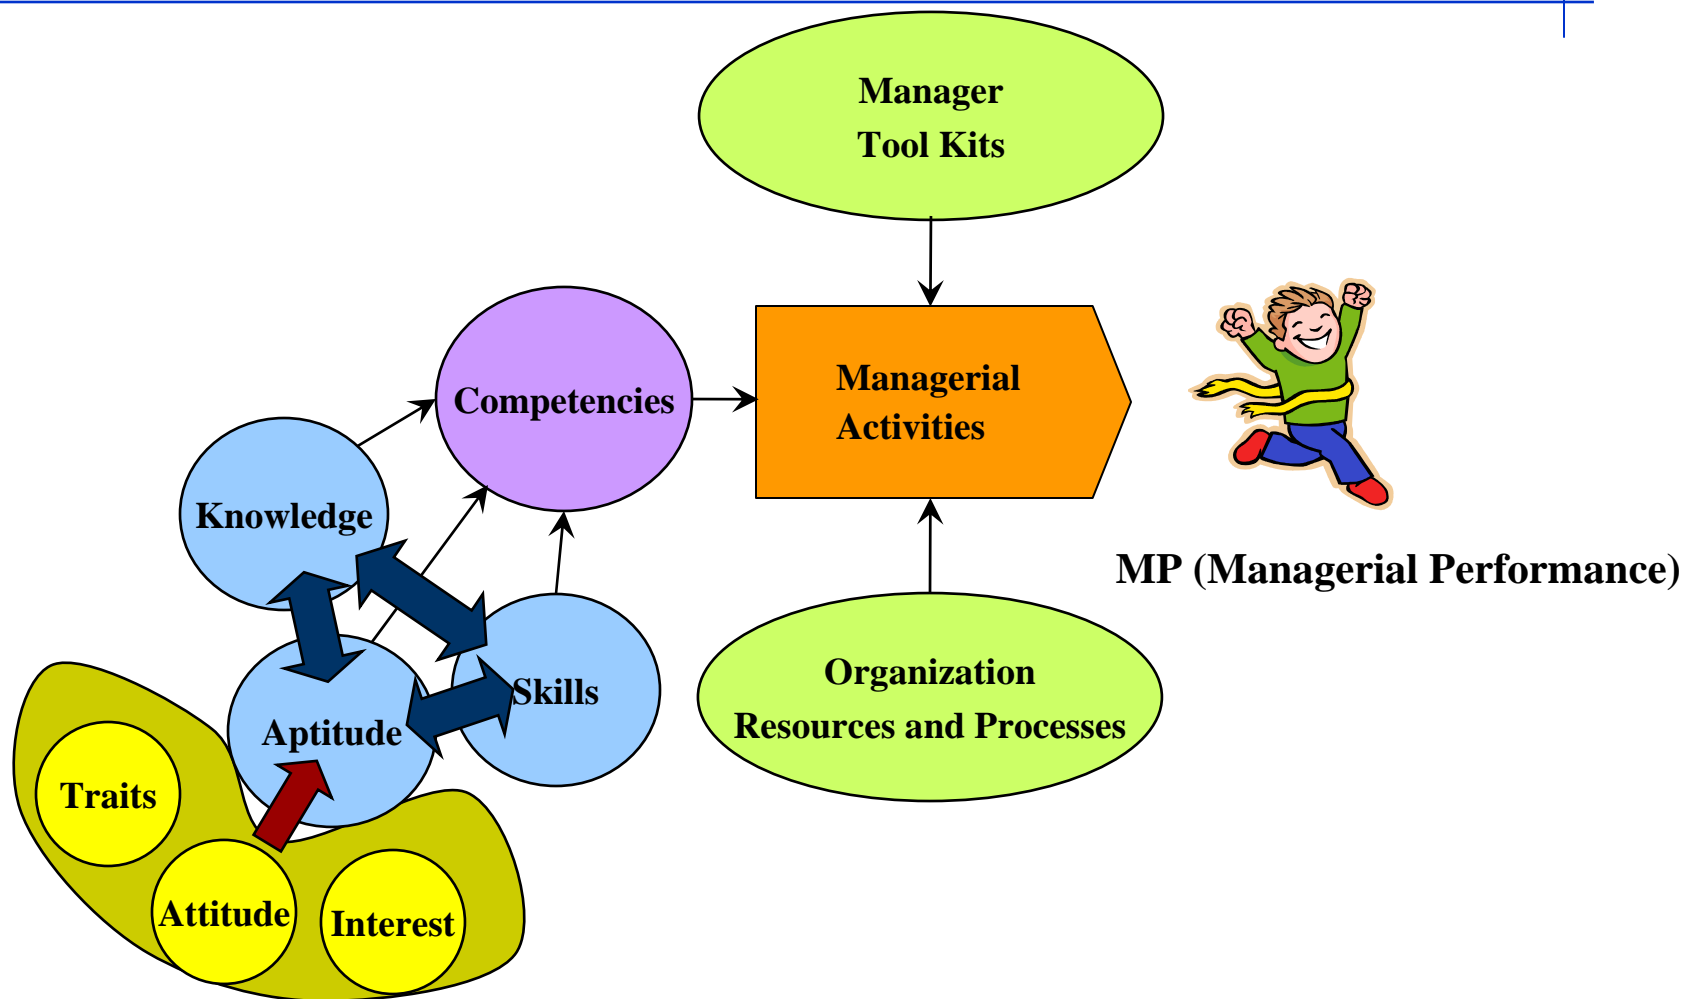 Manager
Tool Kits
Managerial
Activities
Competencies
Knowledge
MP (Managerial Performance)
Organization
Resources and Processes
Skills
Aptitude
Traits
Attitude
Interest